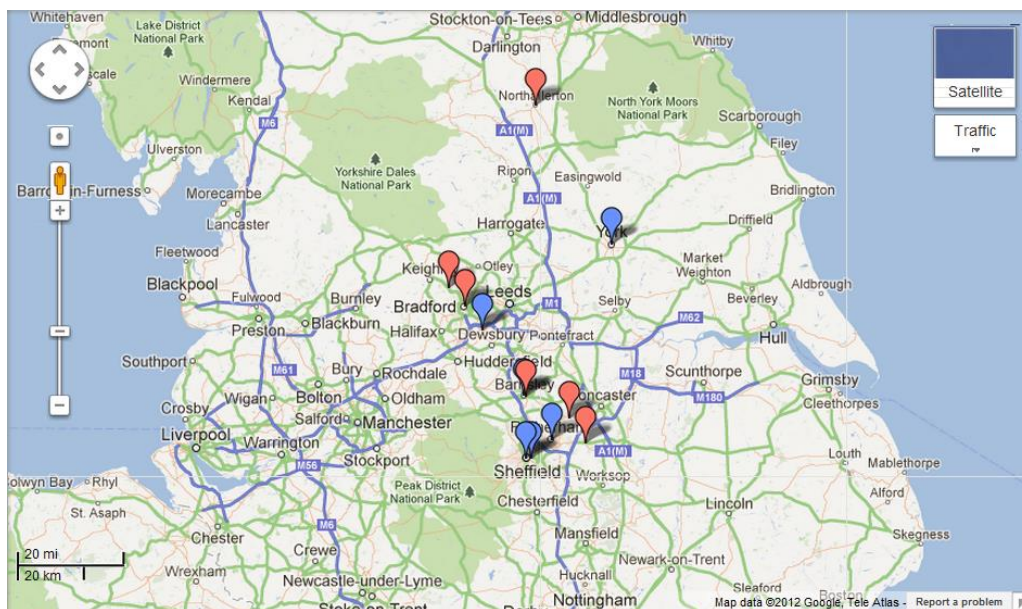 Whitehaven
Lake District
National Park
Stockton-on-Tees
Middlesbrough
Darlington
Whitby
Windermere
Kendal
M6
Northallerton
North York Moors
National Park
Scarborough
Satellite
Traffic
A1(M)
Filey
Ulverston
Yorkshire Dales
National Park
Ripon
Easingwold
Morecambe
A1(M)
Bridlington
Lancaster
Harrogate
York
Driffield
Fleetwood
Keighley
Otley
Market
Weighton
Blackpool
Leeds
Aldbrough
Fulwood
Burnley
Bradford
M1
Selby
Beverley
Preston
Blackburn
Halifax
Dewsbury
Pontefract
M62
Hull
Southport
M61
Bury
Rochdale
Huddersfield
M18
Scunthorpe
Grimsby
Wigan
Bolton
Oldham
Barnsley
Doncaster
M180
Cleethorpes
Crosby
Salford
Manchester
Liverpool
Warrington
Rotherham
M56
Stockport
Sheffield
A1(M)
Louth
Mablethorpe
Rhyl
Peak District
National Park
Worksop
Chesterfield
Lincoln
Alford
St. Asaph
Chester
M6
Mansfield
Skegness
20 mi
20 km
Crewe
Newark-on-Trent
Wrexham
Newcastle-under-Lyme
Hucknall
Sleaford
Stoke-on-Trent
Nottingham
Boston
Map data ©2012 Google, Tele Atlas -
Report a problem